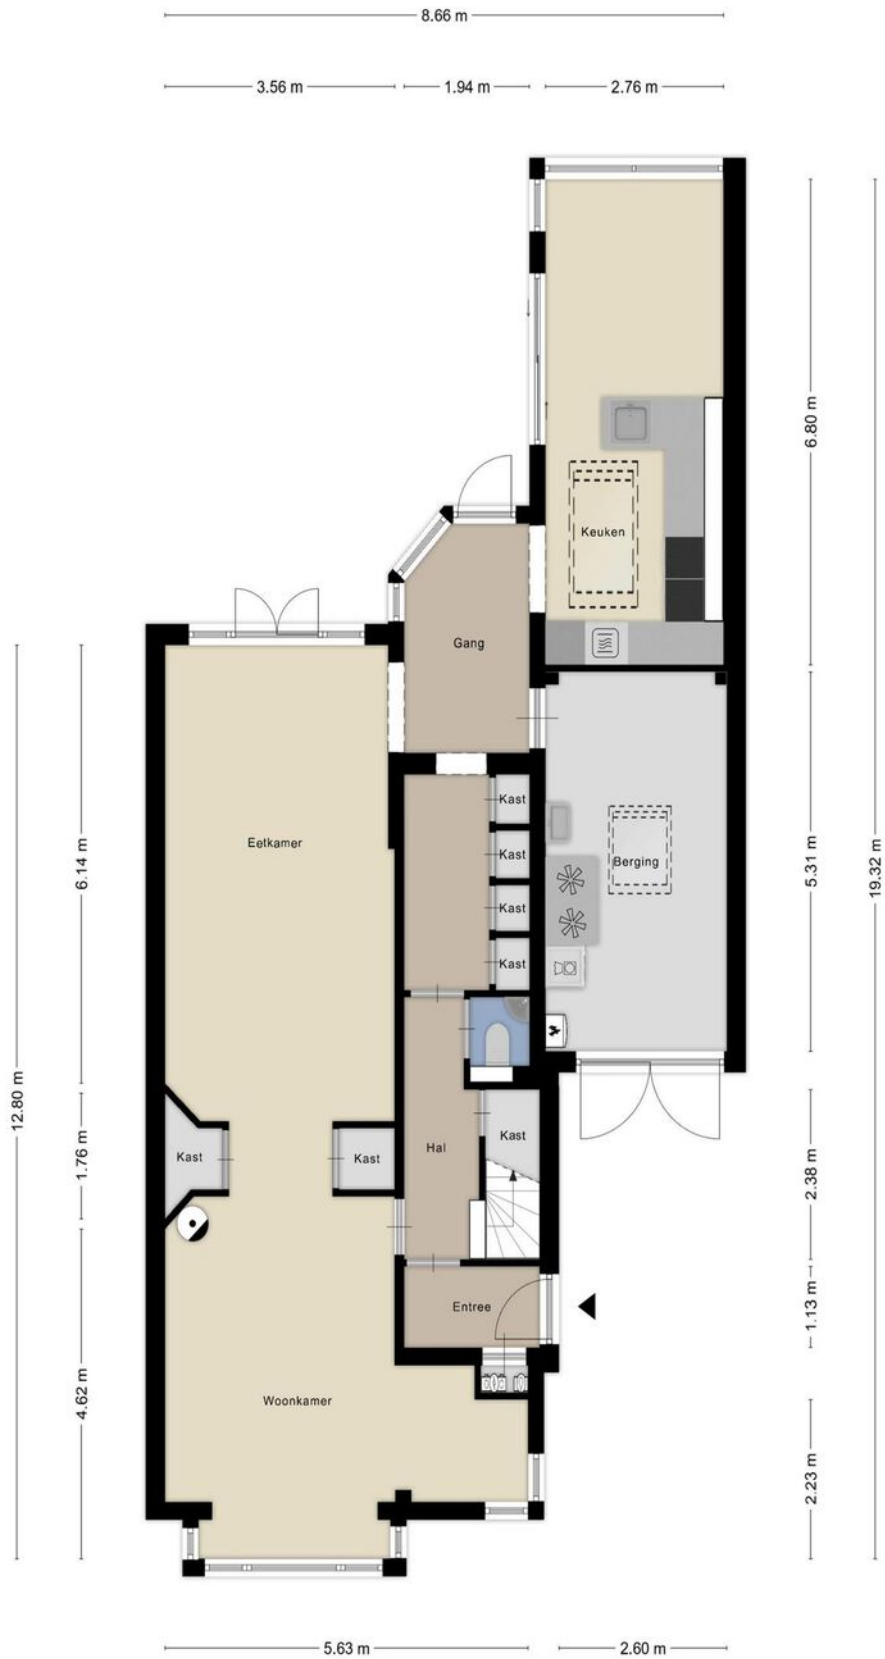 8.66 m
3.56 m
1.94 m
2.76 m
6.80 m
Keuken
Gang
Kast
Eetkamer
Kast
Berging
6.14 m
5.31 m
19.32 m
Kast
Kast
12.80 m
1.76 m
Kast
Kast
Hal
Kast
2.38 m
Entree
1.13 m
Woonkamer
4.62 m
2.23 m
5.63 m
2.60 m